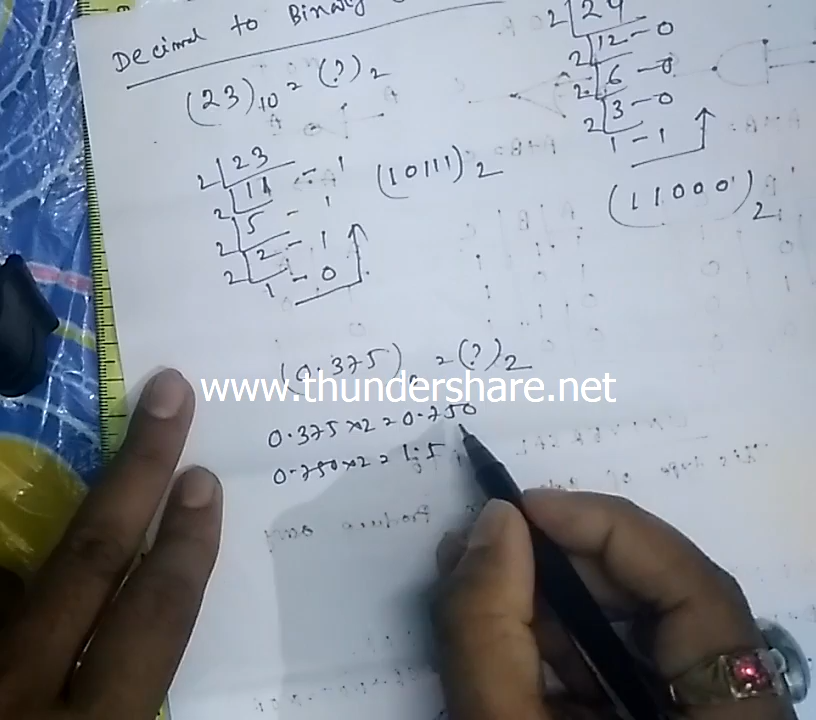 Decimal to Binary
(23)10 = (?)2
2 | 23
2 | 11 - 1
2 | 5 - 1
2 | 2 - 1
1 - 0
(10111)2
2 | 24
2 | 12 - 0
2 | 6 - 0
2 | 3 - 0
1 - 1
(11000)2
(0.375) = (?)2
www.thundershare.net
0.375 × 2 = 0.750
0.750 × 2 = 1.5